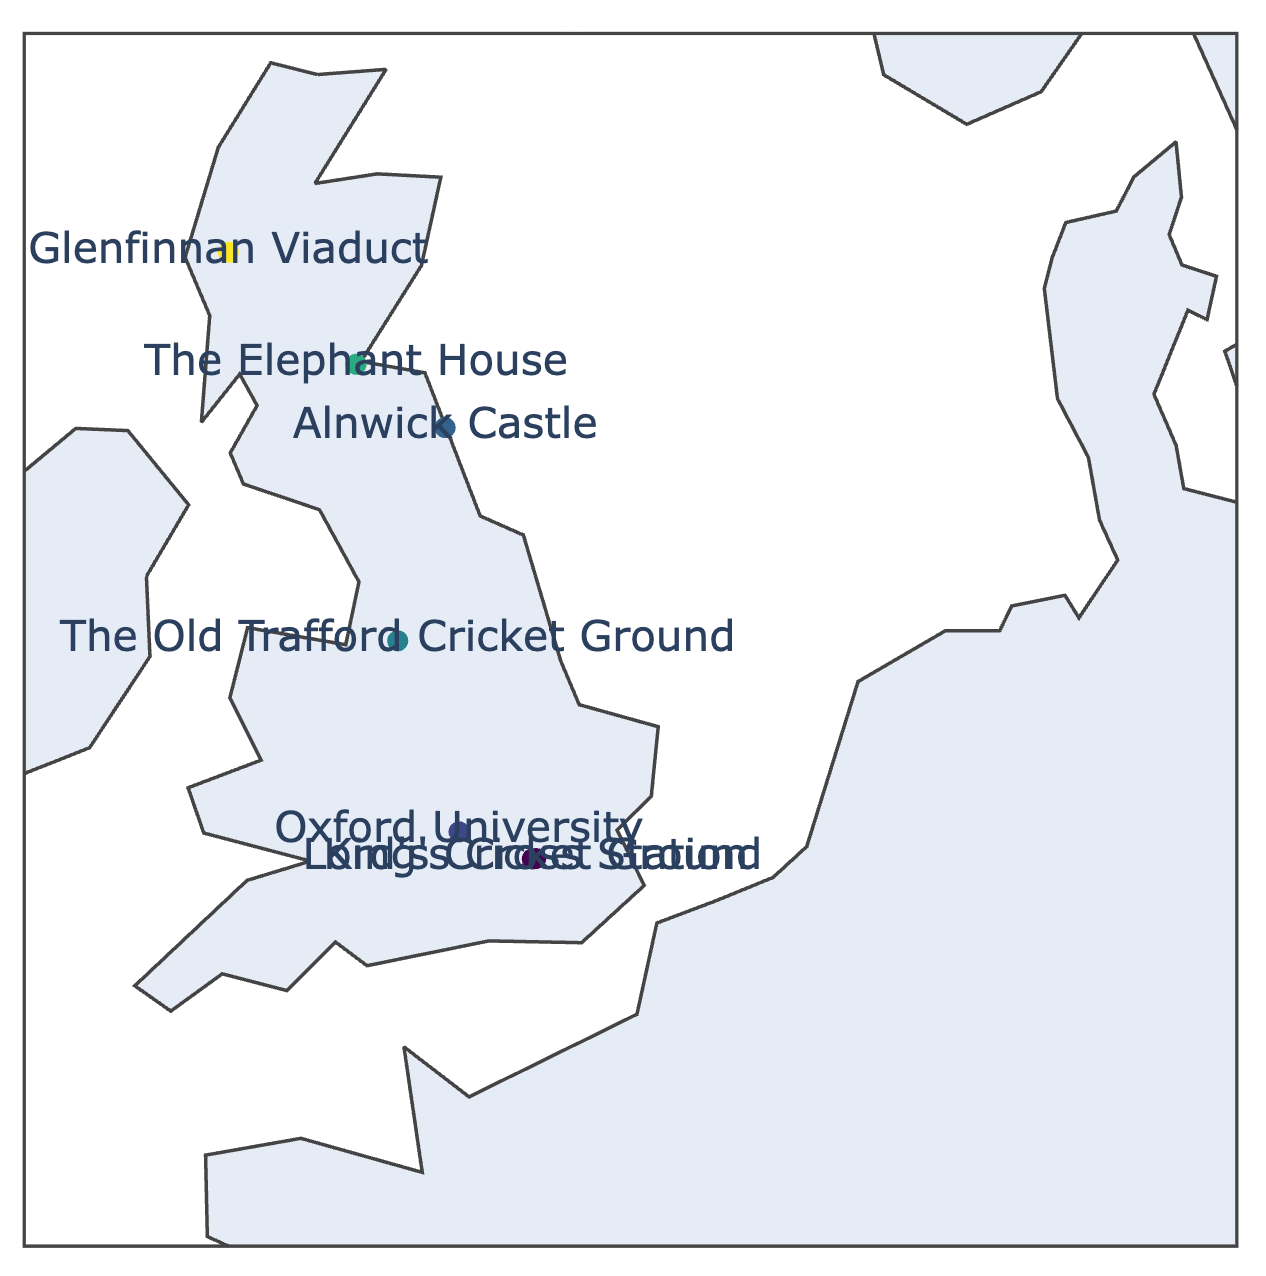 Glenfinnan Viaduct
The Elephant House
Alnwick Castle
The Old Trafford Cricket Ground
Oxford University
Lord's Cricket Ground
King's Cross Station